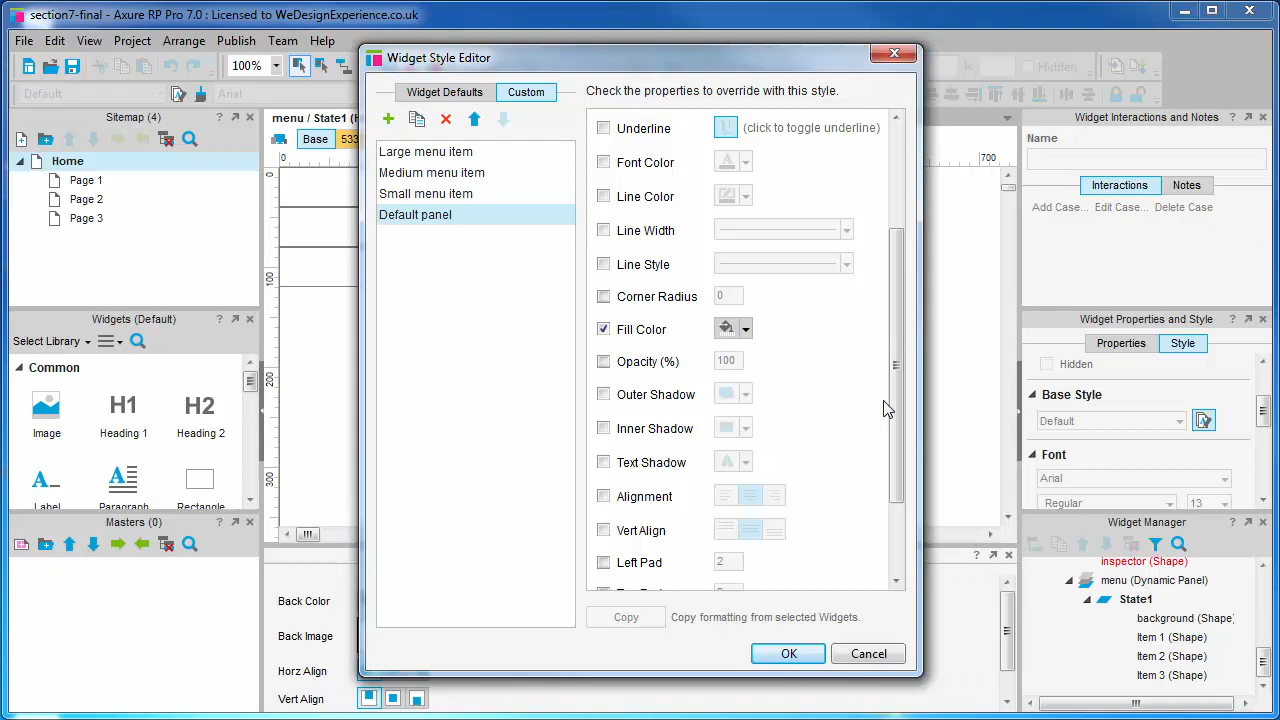 section7-final - Axure RP Pro 7.0 : Licensed to WeDesignExperience.co.uk
File Edit View Project Arrange Publish Team Help
100% Hidden
Default Arial
Sitemap (4)
Home
Page 1
Page 2
Page 3
Widgets (Default)
Select Library
Common
Image
H1
Heading 1
H2
Heading 2
Label
Paragraph
Rectangle
Masters (0)
menu / State1 (H
Base 533
0
0
100
200
300
700
Back Color
Back Image
Horz Align
Vert Align
Widget Style Editor
Widget Defaults Custom
Check the properties to override with this style.
Large menu item
Medium menu item
Small menu item
Default panel
Underline (click to toggle underline)
Font Color
Line Color
Line Width
Line Style
Corner Radius 0
Fill Color
Opacity (%) 100
Outer Shadow
Inner Shadow
Text Shadow
Alignment
Vert Align
Left Pad 2
Copy Copy formatting from selected Widgets.
OK Cancel
Widget Interactions and Notes
Name
Interactions Notes
Add Case... Edit Case... Delete Case
Widget Properties and Style
Properties Style
Hidden
Base Style
Default
Font
Arial
Regular 13
Widget Manager
inspector (Shape)
menu (Dynamic Panel)
State1
background (Shape)
Item 1 (Shape)
Item 2 (Shape)
Item 3 (Shape)